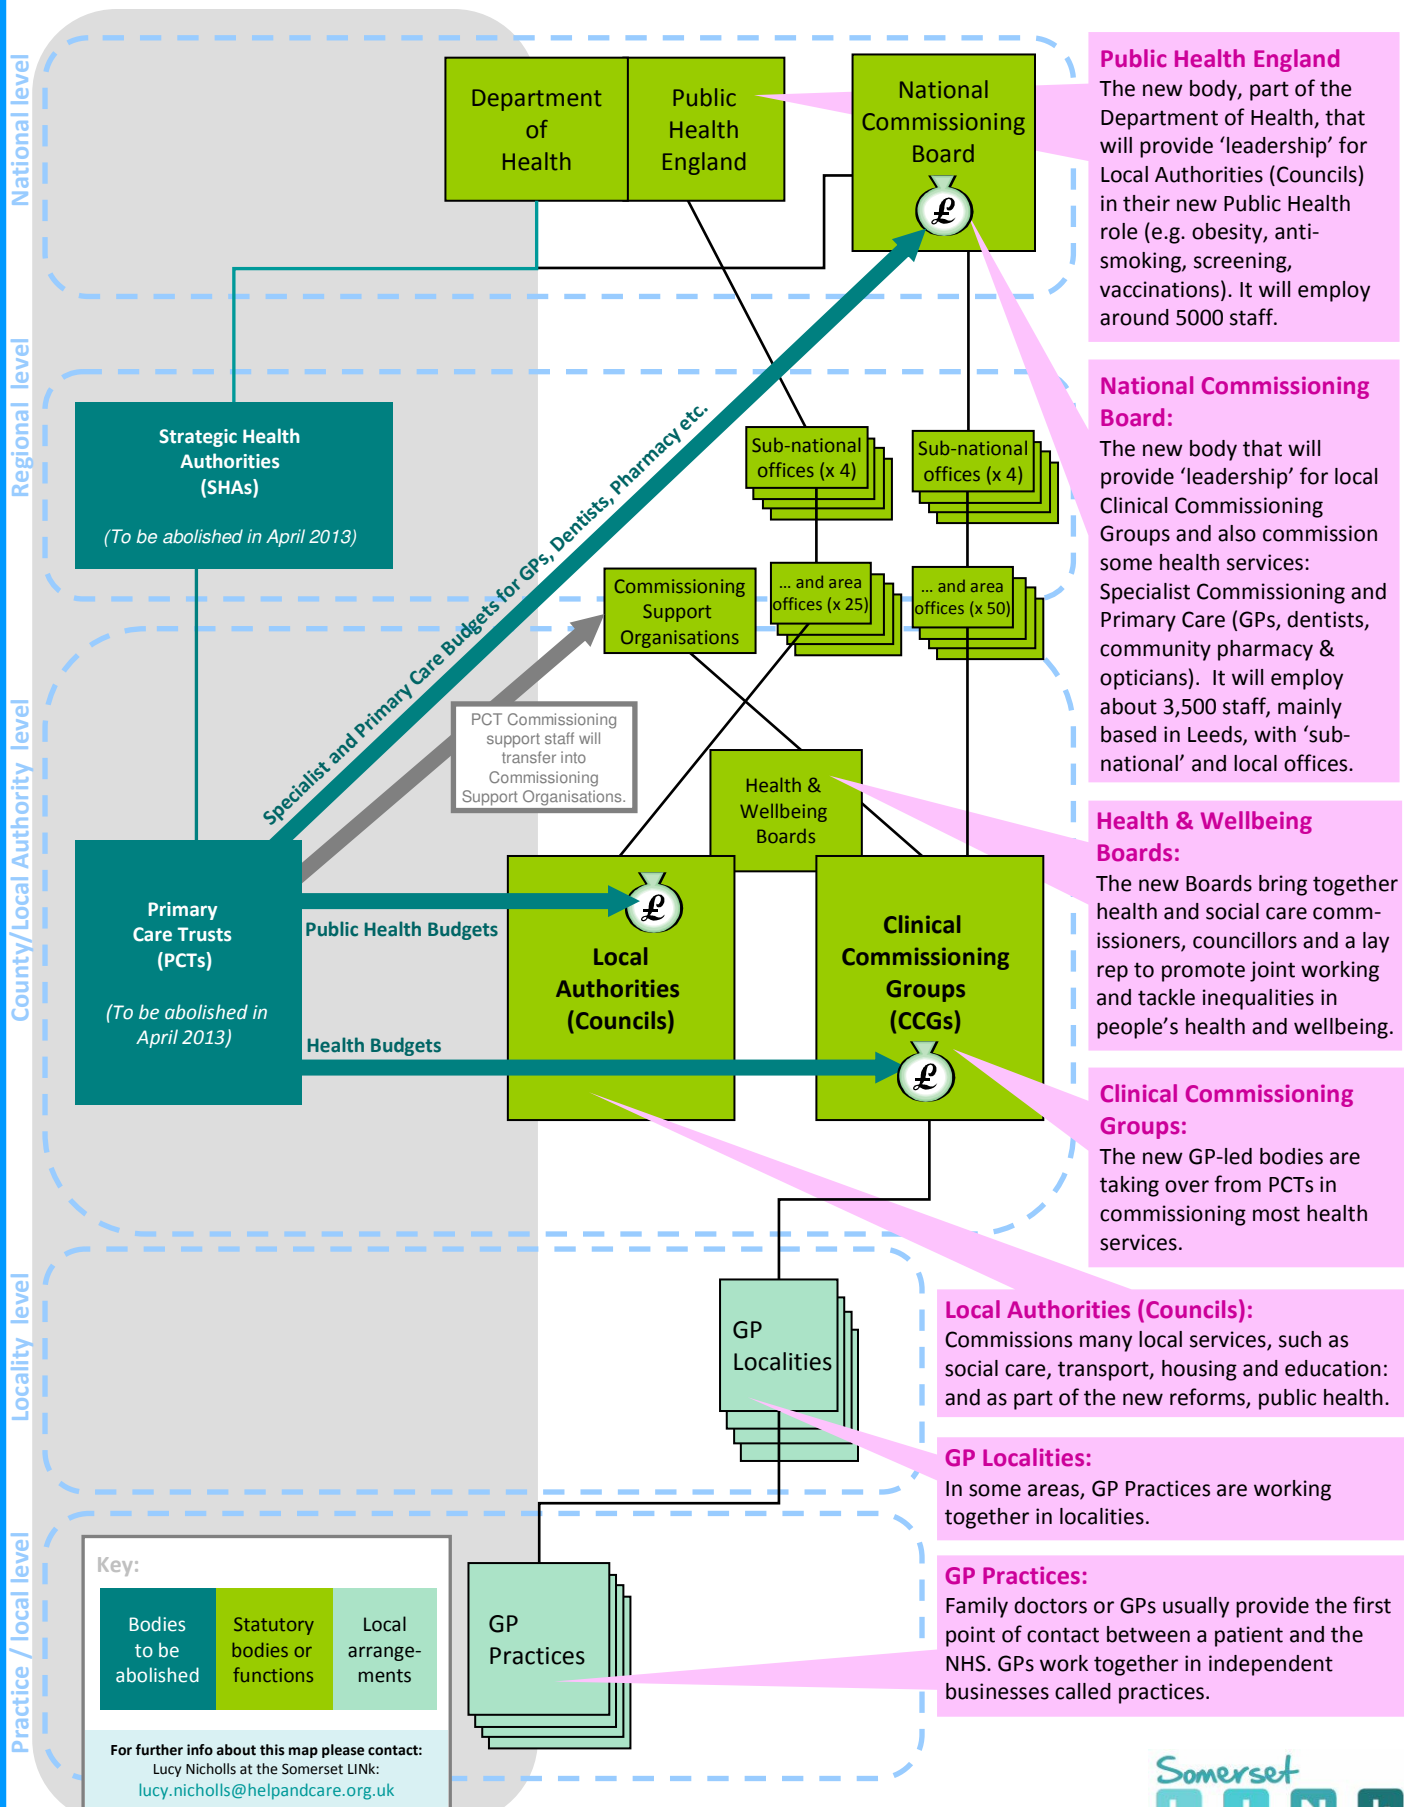 National level
Department
of
Health
Public
Health
England
National
Commissioning
Board
£
Public Health England
The new body, part of the
Department of Health, that
will provide ‘leadership’ for
Local Authorities (Councils)
in their new Public Health
role (e.g. obesity, anti-
smoking, screening,
vaccinations). It will employ
around 5000 staff.
Regional level
Strategic Health
Authorities
(SHAs)
(To be abolished in April 2013)
Specialist and Primary Care Budgets for GPs, Dentists, Pharmacy etc.
Sub-national
offices (x 4)
Sub-national
offices (x 4)
Commissioning
Support
Organisations
... and area
offices (x 25)
... and area
offices (x 50)
National Commissioning
Board:
The new body that will
provide ‘leadership’ for local
Clinical Commissioning
Groups and also commission
some health services:
Specialist Commissioning and
Primary Care (GPs, dentists,
community pharmacy &
opticians). It will employ
about 3,500 staff, mainly
based in Leeds, with ‘sub-
national’ and local offices.
County/Local Authority level
PCT Commissioning
support staff will
transfer into
Commissioning
Support Organisations.
Health &
Wellbeing
Boards
Health & Wellbeing
Boards:
The new Boards bring together
health and social care comm-
issioners, councillors and a lay
rep to promote joint working
and tackle inequalities in
people’s health and wellbeing.
Primary
Care Trusts
(PCTs)
(To be abolished in
April 2013)
Public Health Budgets
Health Budgets
£
Local
Authorities
(Councils)
Clinical
Commissioning
Groups
(CCGs)
£
Clinical Commissioning
Groups:
The new GP-led bodies are
taking over from PCTs in
commissioning most health
services.
Locality level
GP
Localities
Local Authorities (Councils):
Commissions many local services, such as
social care, transport, housing and education:
and as part of the new reforms, public health.
GP Localities:
In some areas, GP Practices are working
together in localities.
Practice / local level
Key:
Bodies
to be
abolished
Statutory
bodies or
functions
Local
arrange-
ments
For further info about this map please contact:
Lucy Nicholls at the Somerset LINk:
lucy.nicholls@helpandcare.org.uk
GP
Practices
GP Practices:
Family doctors or GPs usually provide the first
point of contact between a patient and the
NHS. GPs work together in independent
businesses called practices.
Somerset